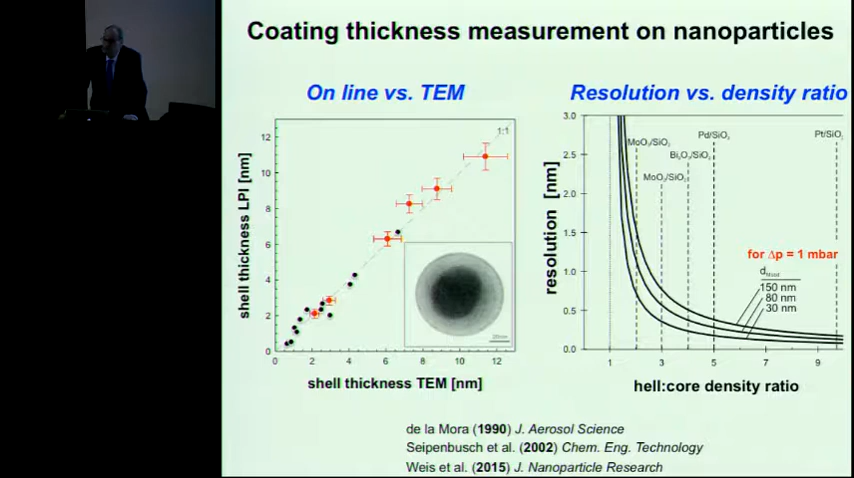 Coating thickness measurement on nanoparticles
On line vs. TEM
shell thickness LPI [nm]
12
10
8
6
4
2
0
0 2 4 6 8 10 12
1:1
shell thickness TEM [nm]
Resolution vs. density ratio
resolution [nm]
3.0
2.5
2.0
1.5
1.0
0.5
0.0
1 3 5 7 9
MoO3/SiO2
MoO3/SiO2
Bi2O3/SiO2
Pd/SiO2
Pt/SiO2
for Δp = 1 mbar
150 nm
80 nm
30 nm
hell:core density ratio
de la Mora (1990) J. Aerosol Science
Seipenbusch et al. (2002) Chem. Eng. Technology
Weis et al. (2015) J. Nanoparticle Research